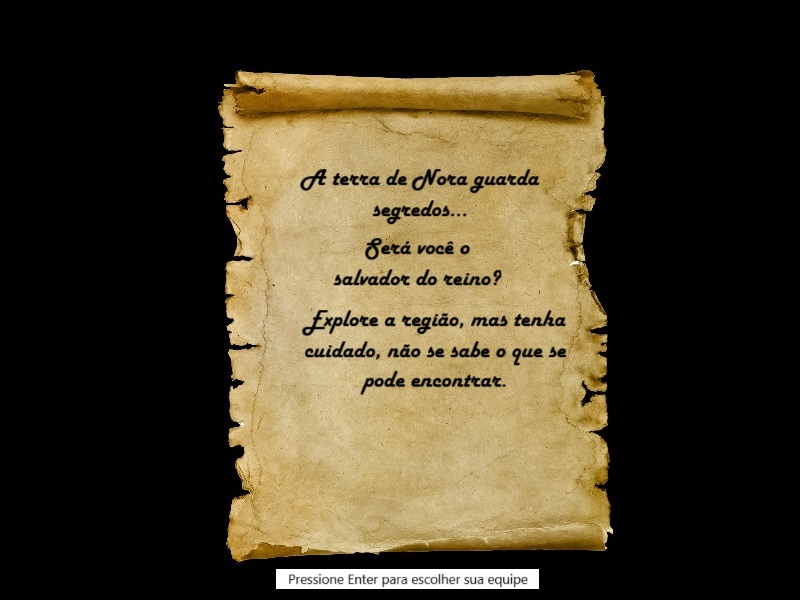 A terra de Nora guarda
segredos...
Será você o
salvador do reino?
Explore a região, mas tenha
cuidado, não se sabe o que se
pode encontrar.
Pressione Enter para escolher sua equipe